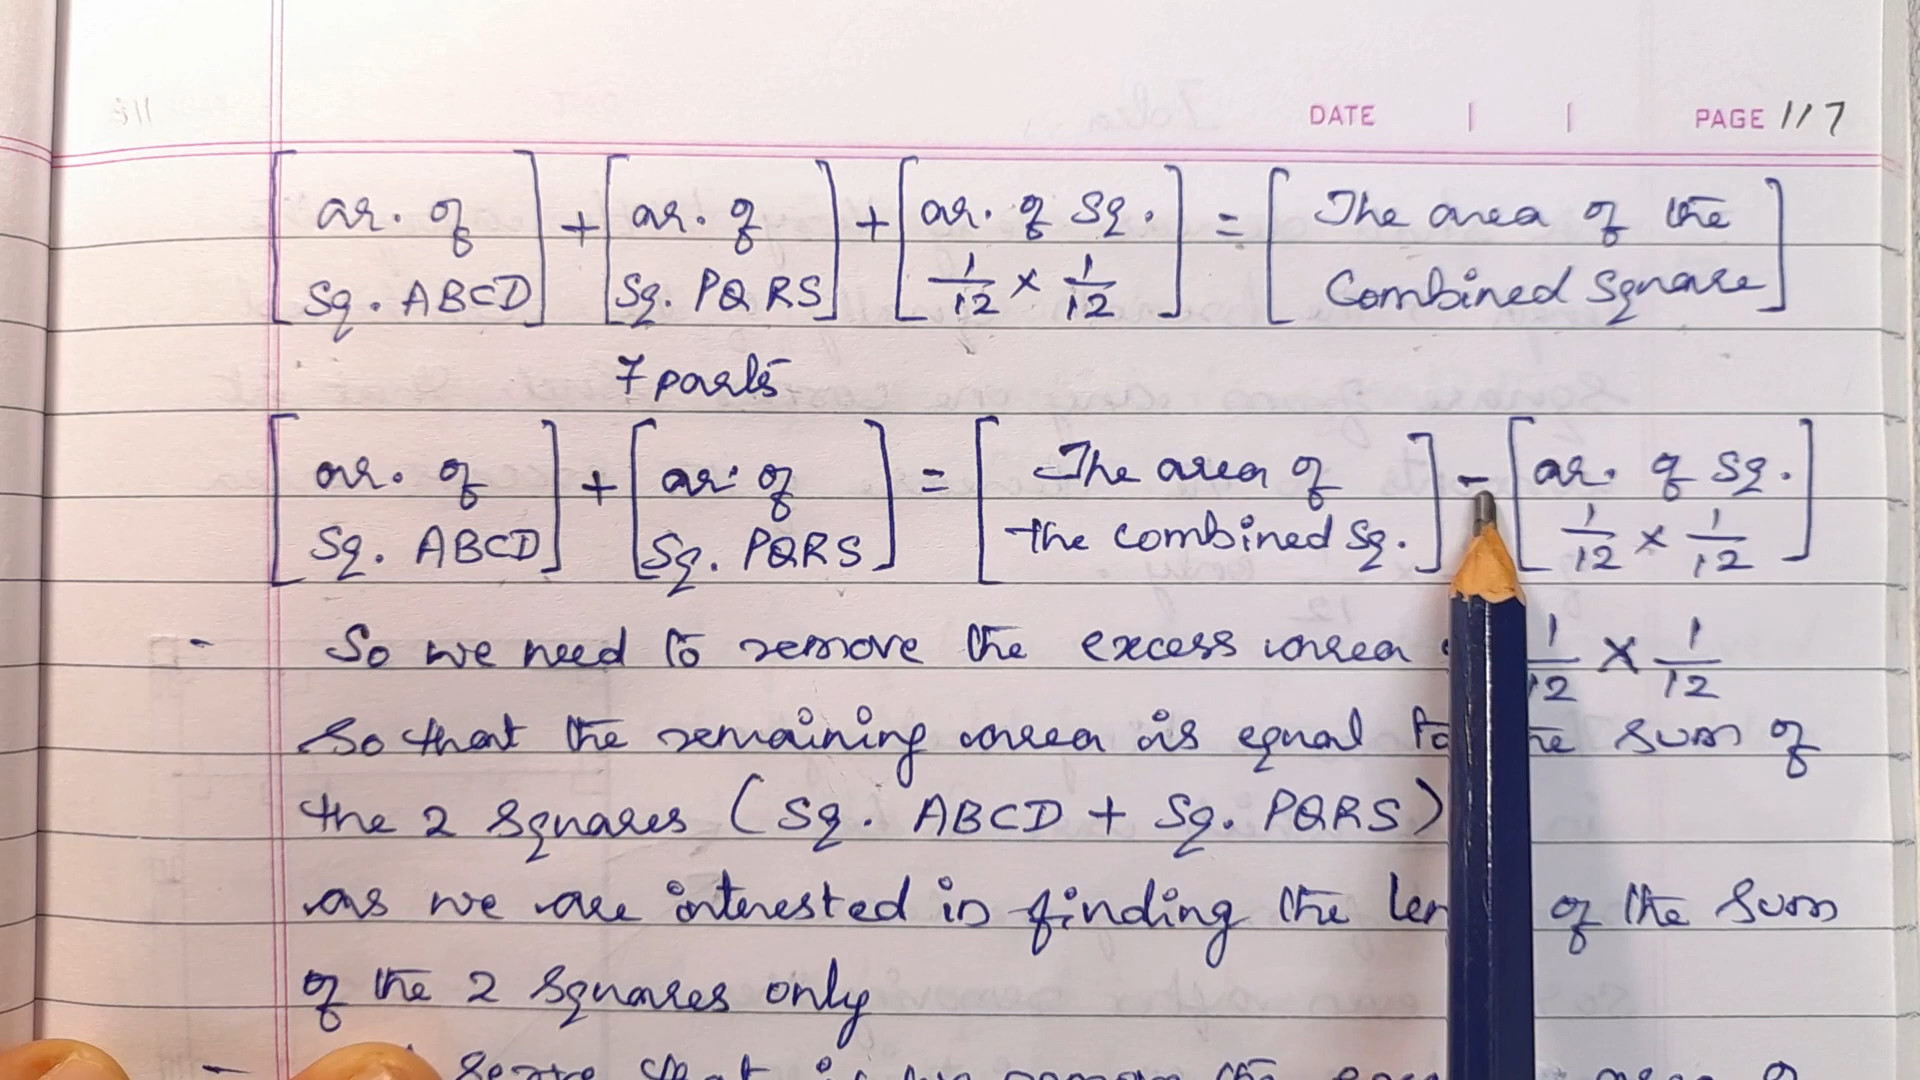 DATE | | PAGE 117
[ar. of Sq. ABCD] + [ar. of Sq. PQRS] + [ar. of Sq. 1/12 × 1/12] = [The area of the Combined Square]
7 parts
[ar. of Sq. ABCD] + [ar. of Sq. PQRS] = [The area of the combined Sq.] - [ar. of Sq. 1/12 × 1/12]
- So we need to remove the excess area 1/12 × 1/12
so that the remaining area is equal to the sum of
the 2 squares (Sq. ABCD + Sq. PQRS)
as we are interested in finding the len of the sum
of the 2 squares only
-